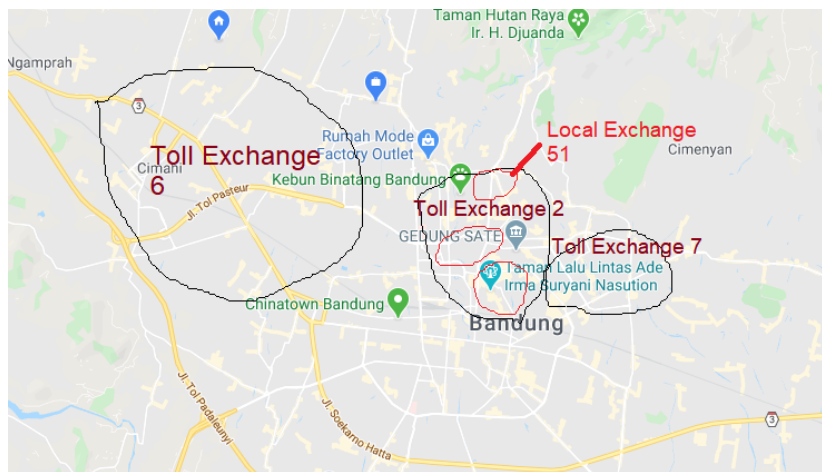 Taman Hutan Raya
Ir. H. Djuanda
Ngamprah
3
Rumah Mode
Factory Outlet
Local Exchange
51
Cimenyan
Toll Exchange
6
Cimahi
Kebun Binatang Bandung
Jl. Tol Pasteur
Toll Exchange 2
GEDUNG SATE
Toll Exchange 7
Taman Lalu Lintas Ade
Irma Suryani Nasution
Chinatown Bandung
Bandung
Jl. Tol Padaleunyi
Jl. Soekarno Hatta
3